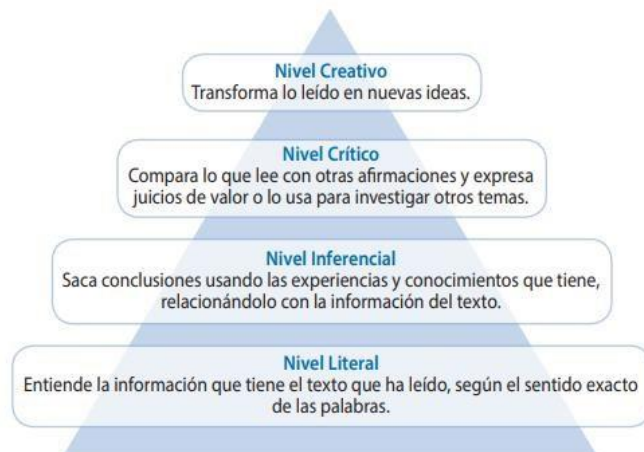 Nivel Creativo
Transforma lo leído en nuevas ideas.
Nivel Crítico
Compara lo que lee con otras afirmaciones y expresa
juicios de valor o lo usa para investigar otros temas.
Nivel Inferencial
Saca conclusiones usando las experiencias y conocimientos que tiene,
relacionándolo con la información del texto.
Nivel Literal
Entiende la información que tiene el texto que ha leído, según el sentido exacto
de las palabras.